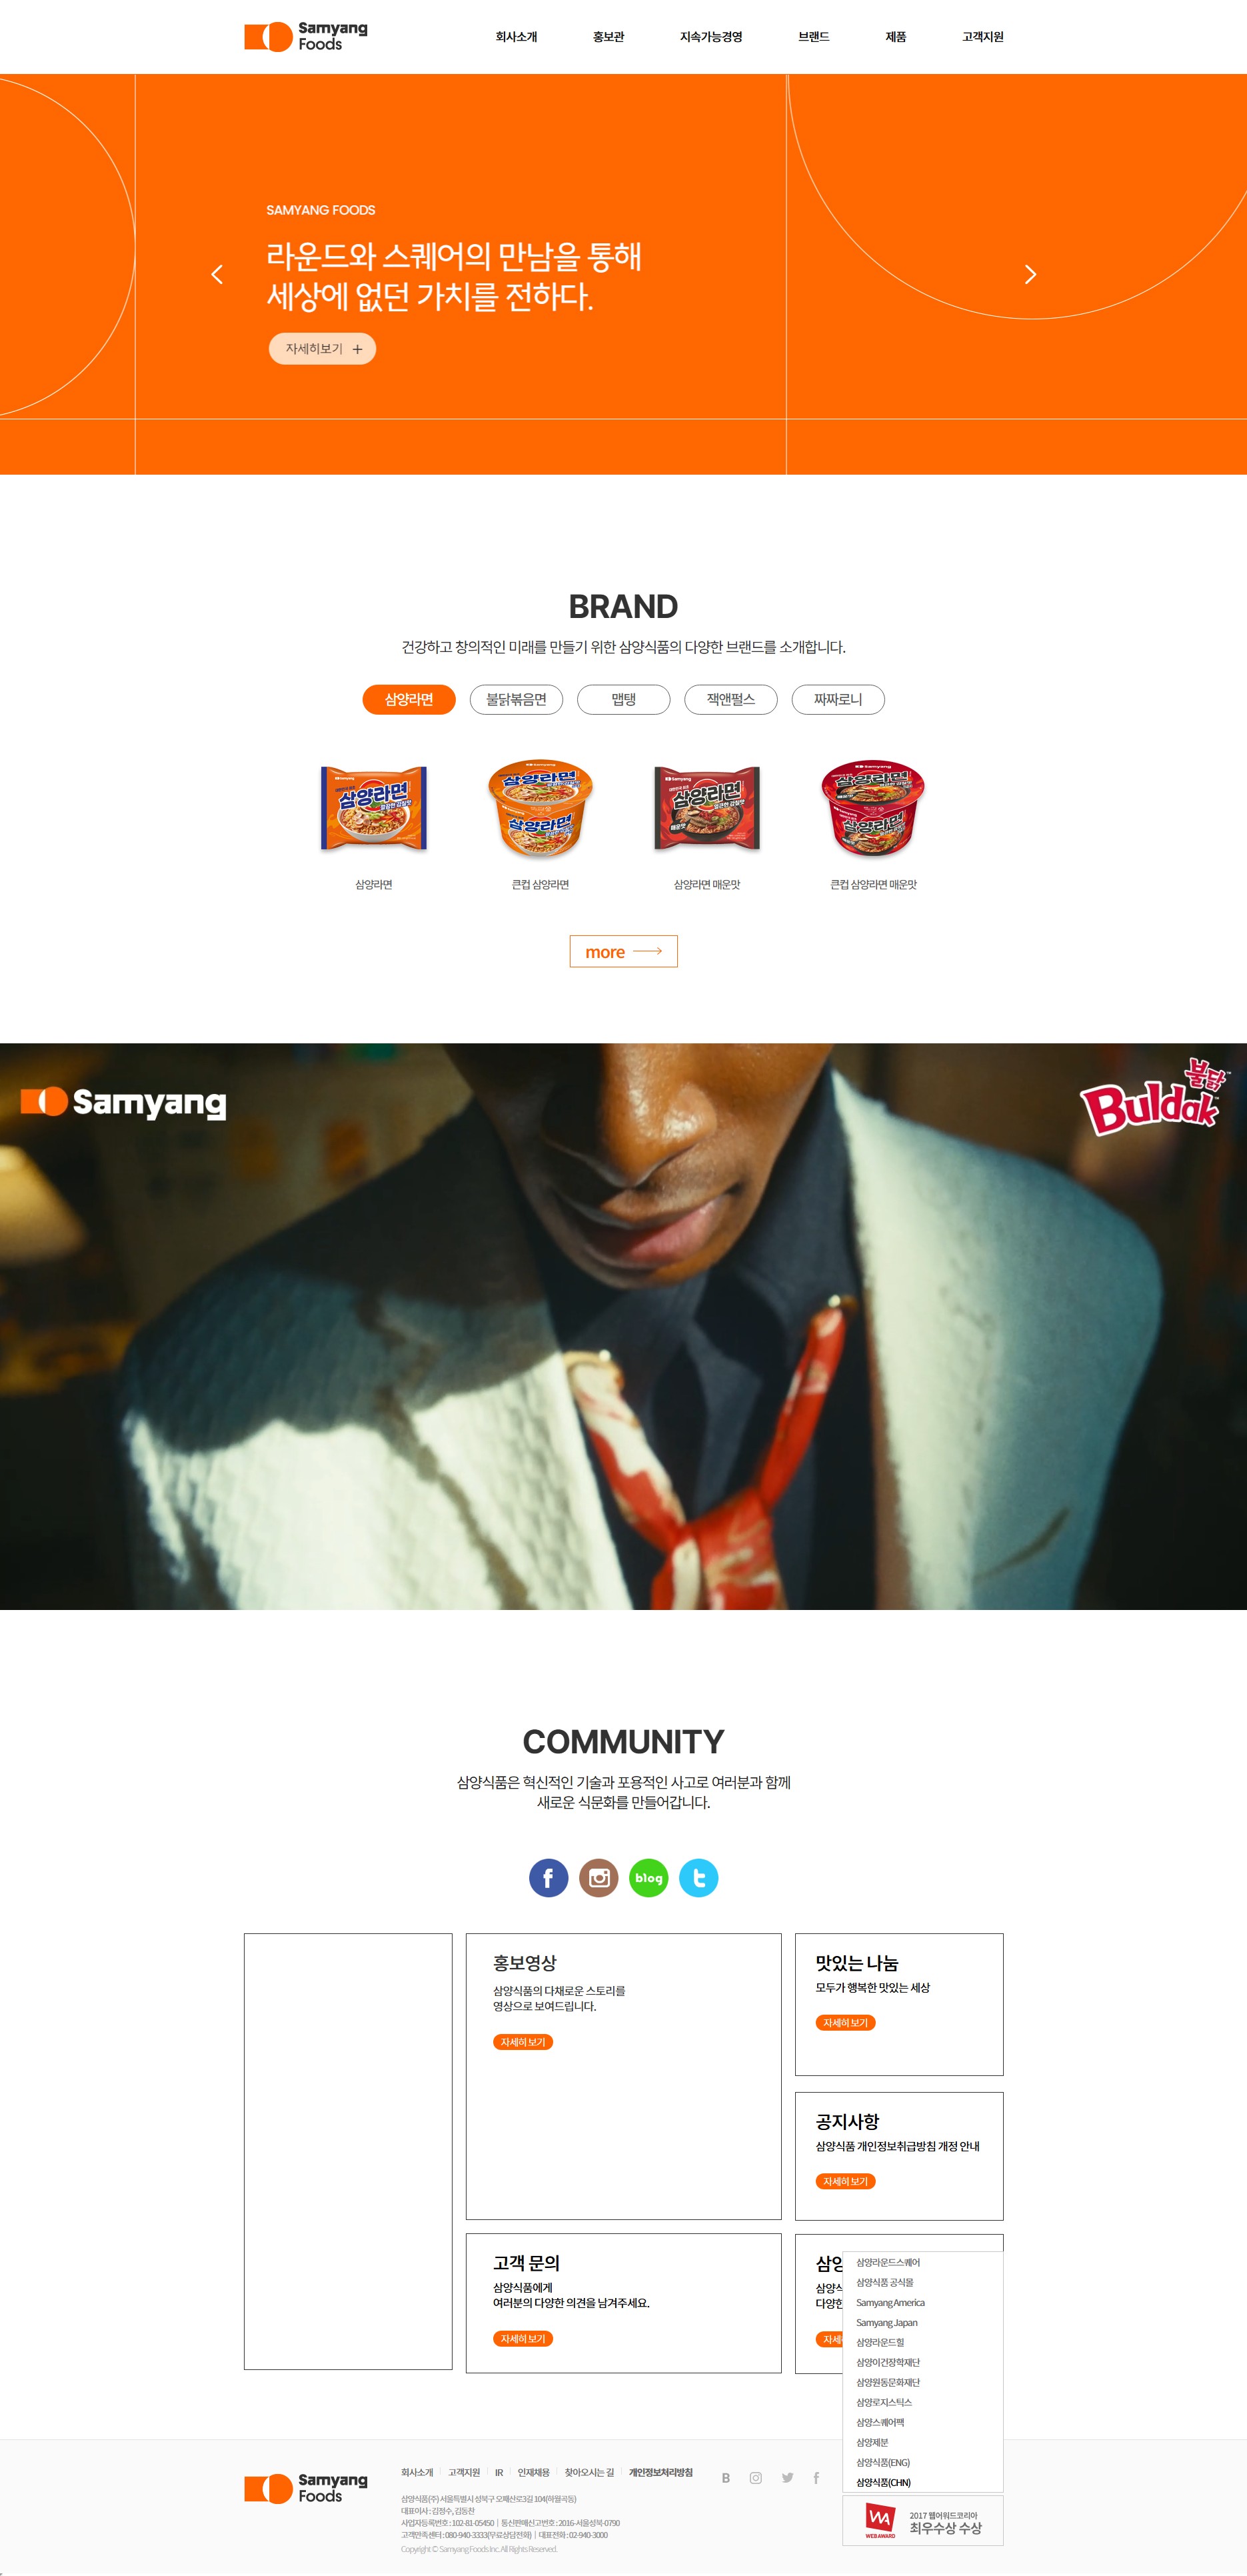 Samyang
Foods
회사소개
홍보관
지속가능경영
브랜드
제품
고객지원
SAMYANG FOODS
라운드와 스퀘어의 만남을 통해
세상에 없던 가치를 전하다.
자세히보기 +
BRAND
건강하고 창의적인 미래를 만들기 위한 삼양식품의 다양한 브랜드를 소개합니다.
삼양라면
불닭볶음면
맵탱
잭앤펄스
짜짜로니
삼양라면
삼양라면
삼양라면
삼양라면
삼양라면
삼양라면
삼양라면
큰컵 삼양라면
삼양라면 매운맛
큰컵 삼양라면 매운맛
more
Samyang
불닭
Buldak
COMMUNITY
삼양식품은 혁신적인 기술과 포용적인 사고로 여러분과 함께
새로운 식문화를 만들어갑니다.
f
blog
t
홍보영상
삼양식품의 다채로운 스토리를
영상으로 보여드립니다.
자세히 보기
맛있는 나눔
모두가 행복한 맛있는 세상
자세히 보기
공지사항
삼양식품 개인정보취급방침 개정 안내
자세히 보기
고객 문의
삼양식품에게
여러분의 다양한 의견을 남겨주세요.
자세히 보기
삼양
다양한
삼양라운드스퀘어
삼양식품 공식몰
Samyang America
Samyang Japan
삼양라운드힐
삼양이건장학재단
삼양원동문화재단
삼양로지스틱스
삼양스퀘어팩
삼양제분
삼양식품(ENG)
삼양식품(CHN)
Samyang
Foods
회사소개
고객지원
IR
인재채용
찾아오시는 길
개인정보처리방침
B
f
삼양식품(주) 서울특별시 성북구 오패산로3길 104(하월곡동)
대표이사 : 김정수, 김동찬
사업자등록번호 : 102-81-05450 | 통신판매신고번호 : 2016-서울성북-0790
고객만족센터 : 080-940-3333(무료상담전화) | 대표전화 : 02-940-3000
Copyright © Samyang Foods Inc. All Rights Reserved.
WA
WEB AWARD
2017 웹어워드코리아
최우수상 수상